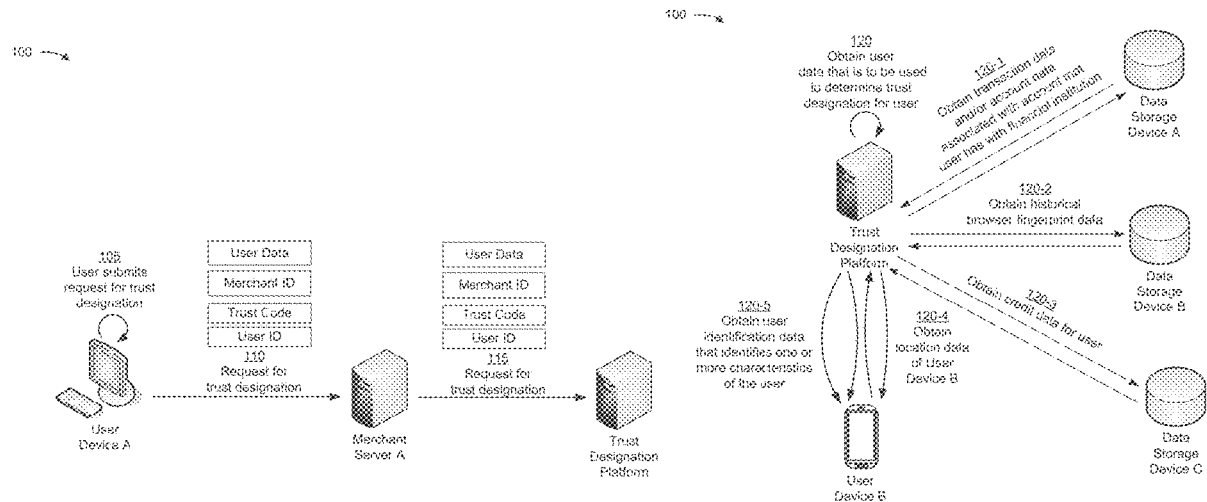 100
105
User submits
request for trust
designation
User Data
Merchant ID
Trust Code
User ID
110
Request for
trust designation
User Data
Merchant ID
Trust Code
User ID
115
Request for
trust designation
User
Device A
Merchant
Server A
Trust
Designation
Platform
100
120
Obtain user
data that is to be used
to determine trust
designation for user
120-1
Obtain transaction data
and/or account data
associated with account that
user has with financial institution
Data
Storage
Device A
Trust
Designation
Platform
120-2
Obtain historical
browser fingerprint data
Data
Storage
Device B
120-3
Obtain credit data for user
Data
Storage
Device C
120-5
Obtain user
identification data
that identifies one or
more characteristics
of the user
120-4
Obtain
location data
of User
Device B
User
Device B